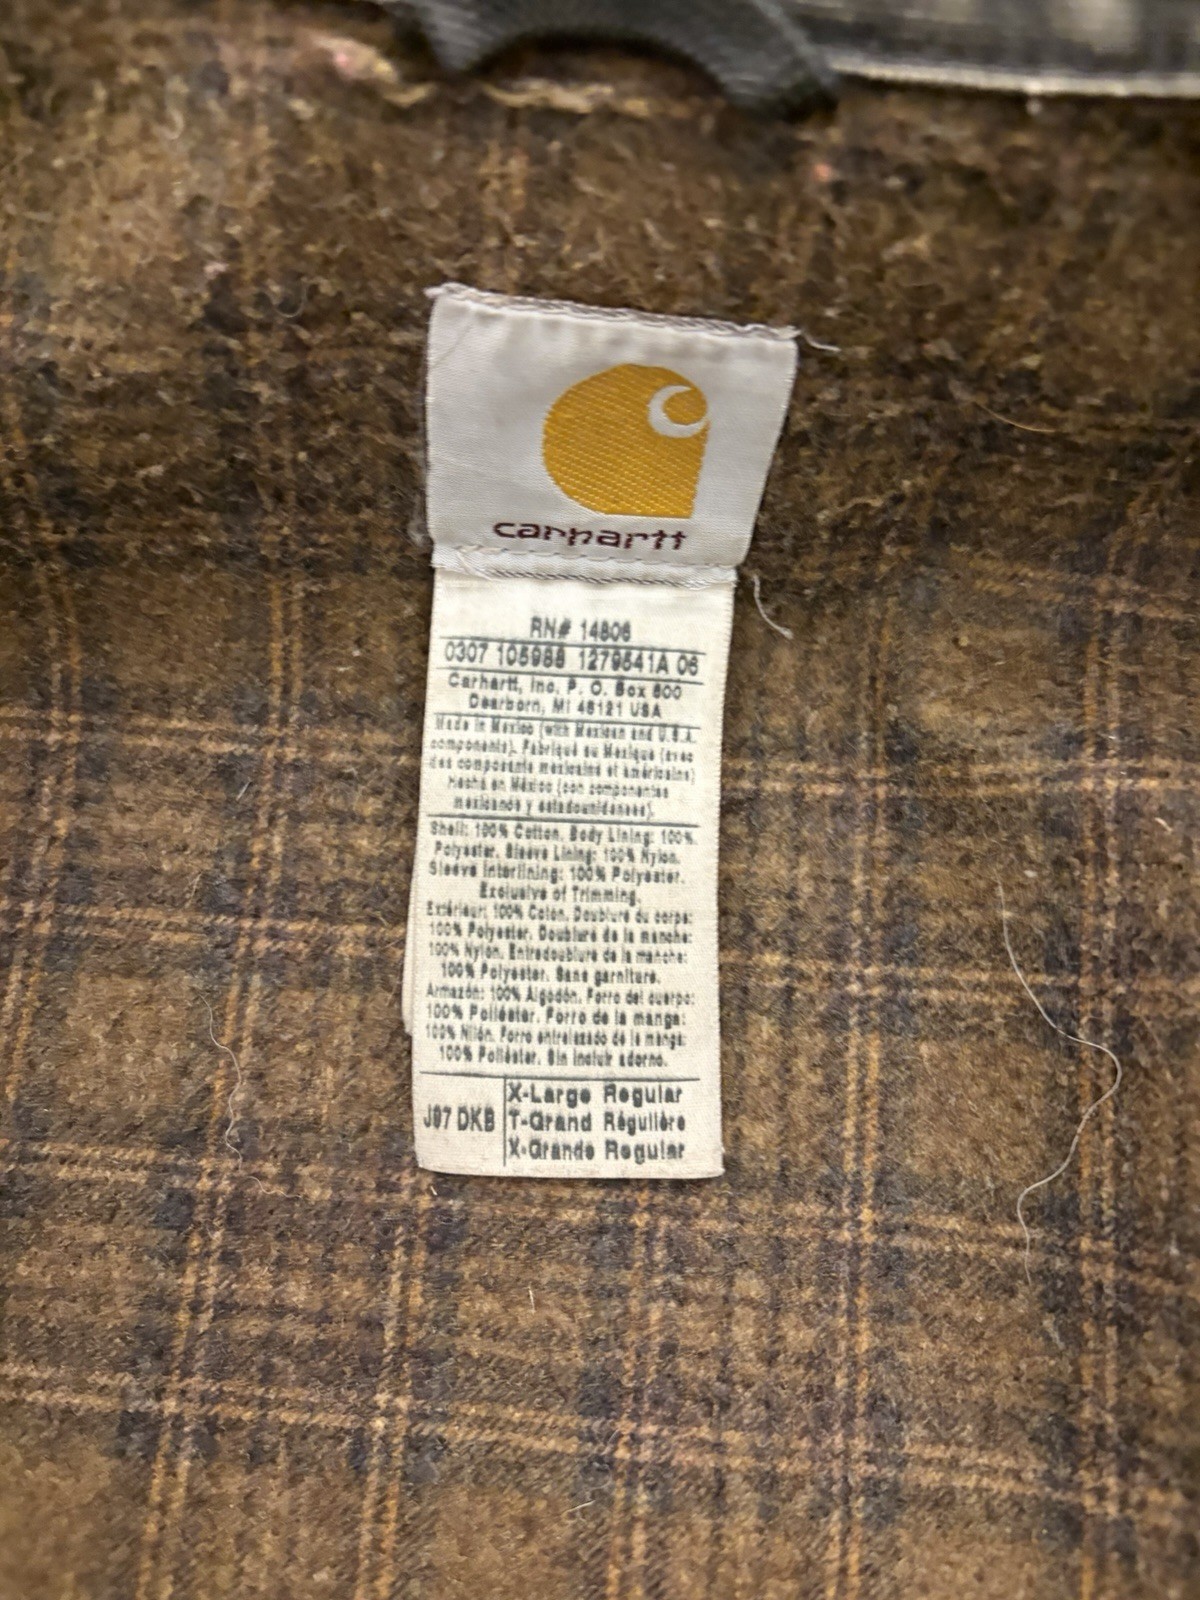 carhartt
RN# 14806
0307 105988 1279541A 06
Carhartt, Inc. P. O. Box 600
Dearborn, MI 48121 USA
Made in Mexico (with Mexican and U.S.A.
components). Fabriqué au Mexique (avec
des composants mexicains et américains)
hecho en México (con componentes
mexicanos y estadounidenses).
Shell: 100% Cotton. Body Lining: 100%
Polyester. Sleeve Lining: 100% Nylon.
Sleeve Interlining: 100% Polyester.
Exclusive of Trimming.
Extérieur: 100% Coton. Doublure du corps:
100% Polyester. Doublure de la manche:
100% Nylon. Entredoublure de la manche:
100% Polyester. Sans garniture.
Armazón: 100% Algodón. Forro del cuerpo:
100% Poliéster. Forro de la manga:
100% Nilón. Forro entrelazado de la manga:
100% Poliéster. Sin incluir adorno.
J97 DKB
X-Large Regular
T-Grand Régulière
X-Grande Regular